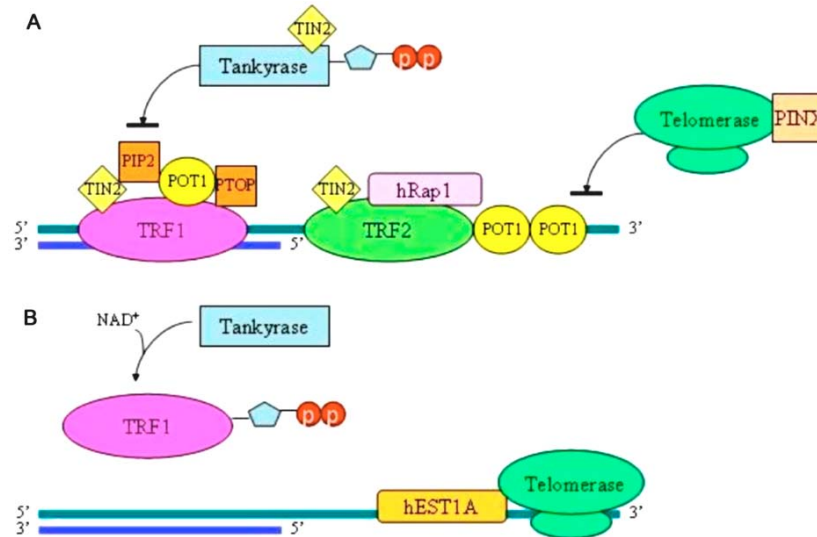 A
TIN2
Tankyrase
p p
Telomerase
PINX
PIP2
TIN2
POT1
PTOP
TIN2
hRap1
5’
TRF1
TRF2
POT1
POT1
3’
3’
5’
B
NAD+
Tankyrase
TRF1
p p
hEST1A
Telomerase
5’
3’
3’
5’